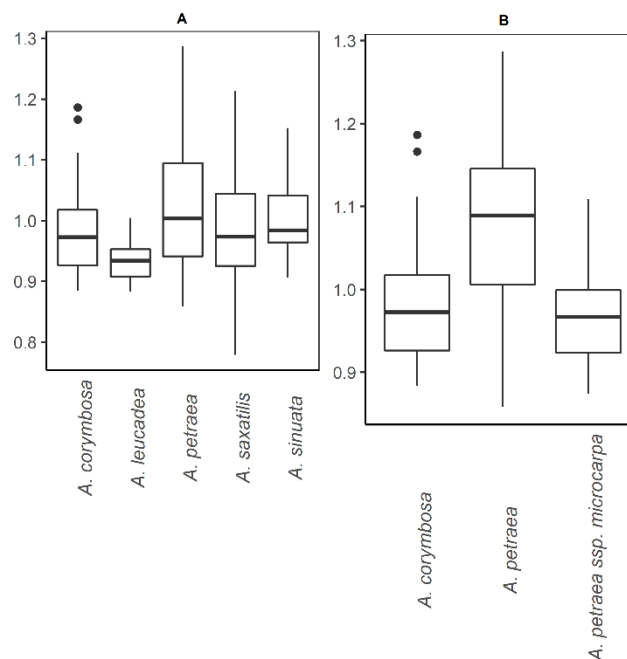 A
1.3
1.2
1.1
1.0
0.9
0.8
A. corymbosa
A. leucadea
A. petraea
A. saxatilis
A. sinuata
B
1.3
1.2
1.1
1.0
0.9
A. corymbosa
A. petraea
A. petraea ssp. microcarpa